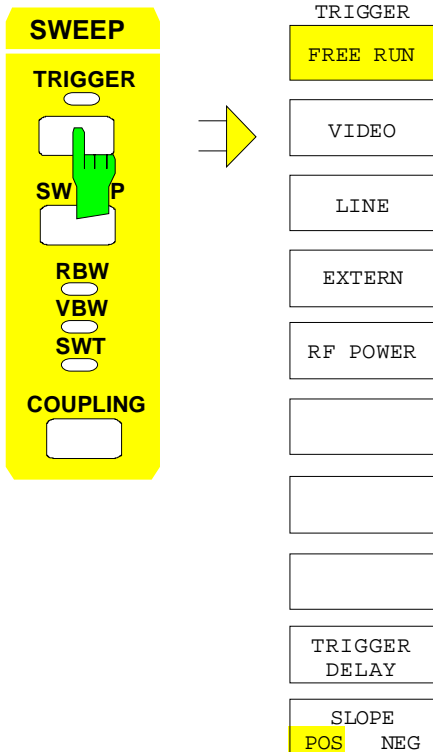 SWEEP
TRIGGER
SW P
RBW
VBW
SWT
COUPLING
TRIGGER
FREE RUN
VIDEO
LINE
EXTERN
RF POWER
TRIGGER
DELAY
SLOPE
POS NEG